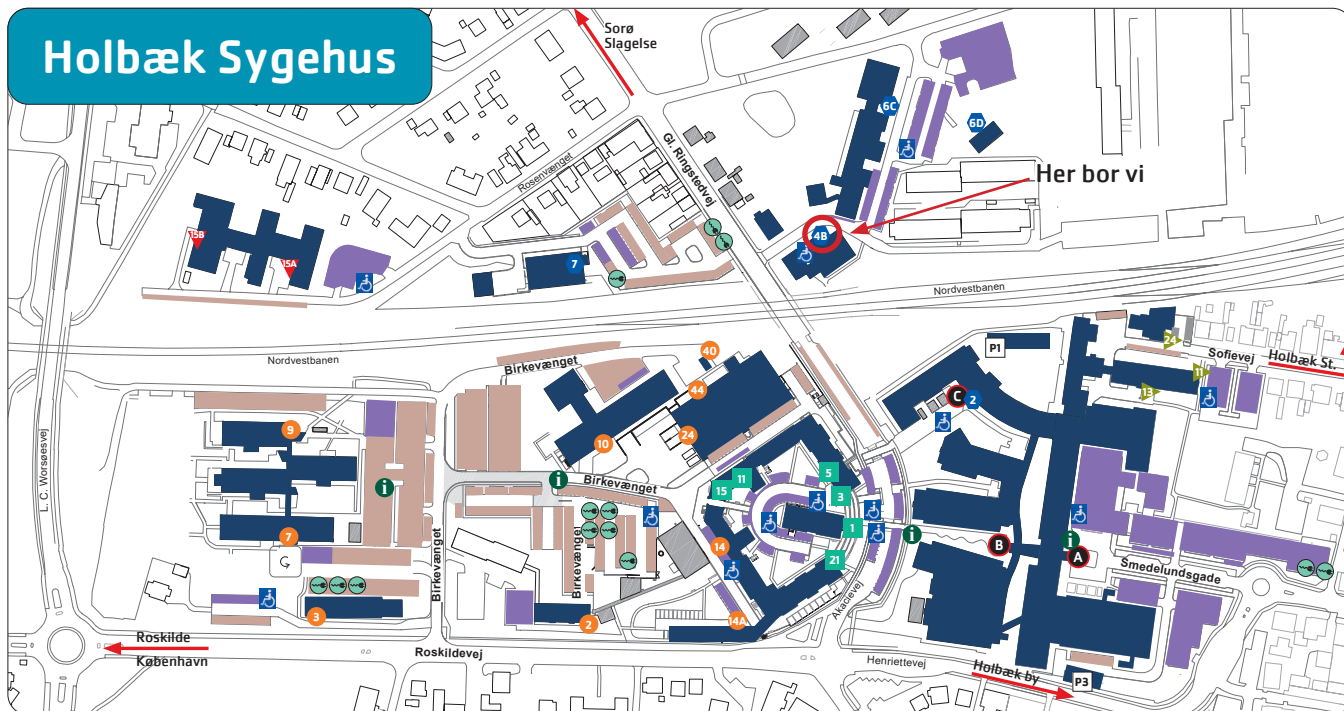 Holbæk Sygehus
Sorø
Slagelse
6C
6D
Gl. Ringstedvej
Rosenvænget
Her bor vi
4B
15B
15A
7
Nordvestbanen
Nordvestbanen
L. C. Worsøesvej
Birkevænget
40
44
P1
24
Sofievej
Holbæk St.
11
13
C
2
9
10
24
i
i
Birkevænget
11
15
5
3
1
21
7
14
i
B
i
A
Smedelundsgade
Birkevænget
Birkevænget
Akacievej
3
2
14A
Roskilde
København
Roskildevej
Henriettevej
Holbæk by
P3